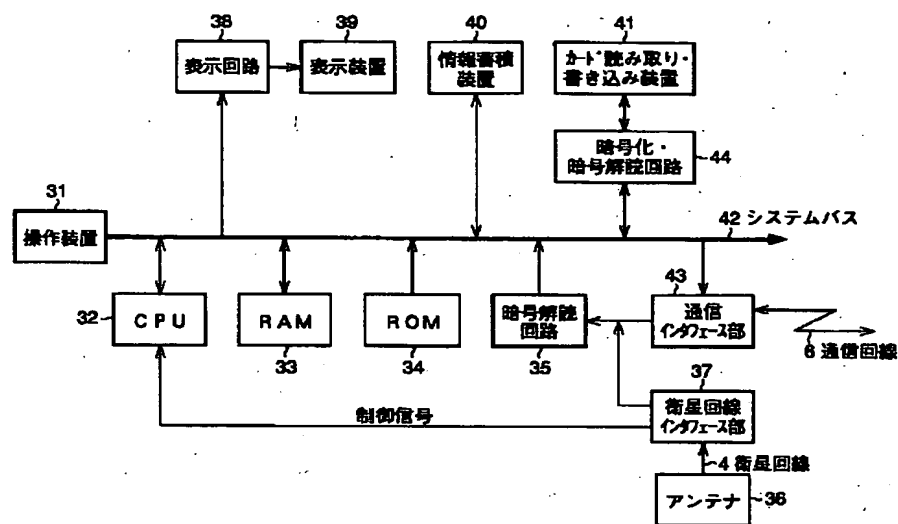 38
39
40
41
表示回路
表示装置
情報蓄積
装置
カード読み取り・
書き込み装置
暗号化・
暗号解読回路
44
31
操作装置
42 システムバス
43
32
CPU
RAM
ROM
暗号解読
回路
通信
インタフェース部
33
34
35
6 通信回線
37
制御信号
衛星回線
インタフェース部
4 衛星回線
アンテナ
36